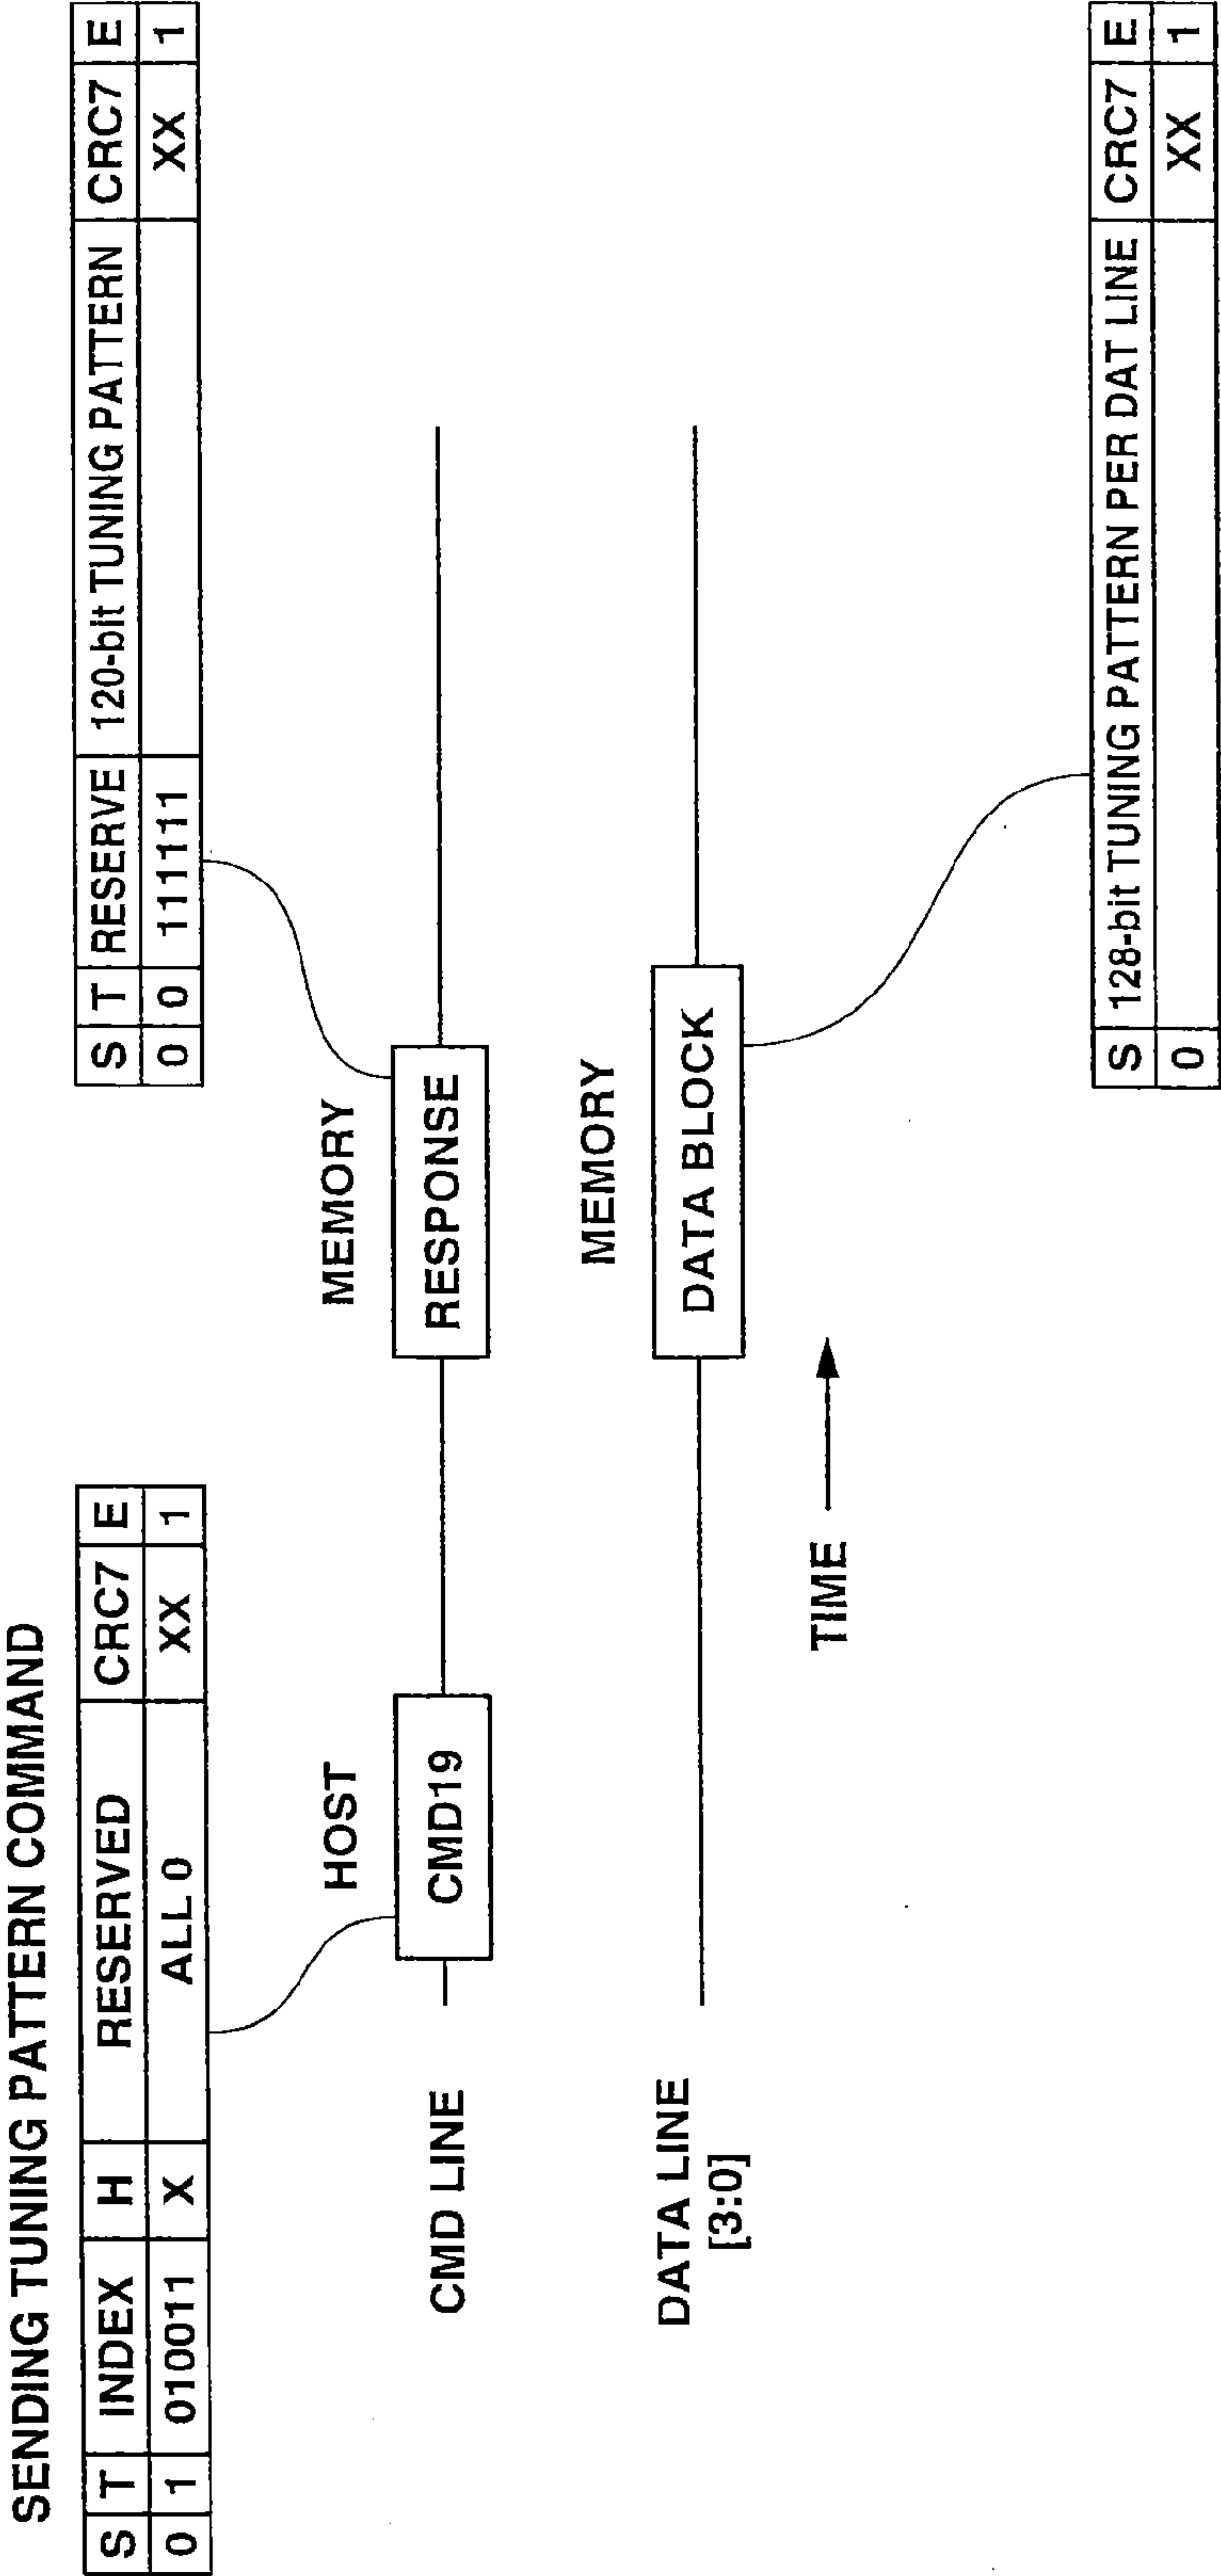 SENDING TUNING PATTERN COMMAND
S T INDEX H RESERVED CRC7 E
0 1 010011 X ALL 0 XX 1
S T RESERVE 120-bit TUNING PATTERN CRC7 E
0 0 111111 XX 1
HOST
MEMORY
CMD LINE
CMD19
RESPONSE
MEMORY
DATA LINE
[3:0]
DATA BLOCK
TIME
S 128-bit TUNING PATTERN PER DAT LINE CRC7 E
0 XX 1